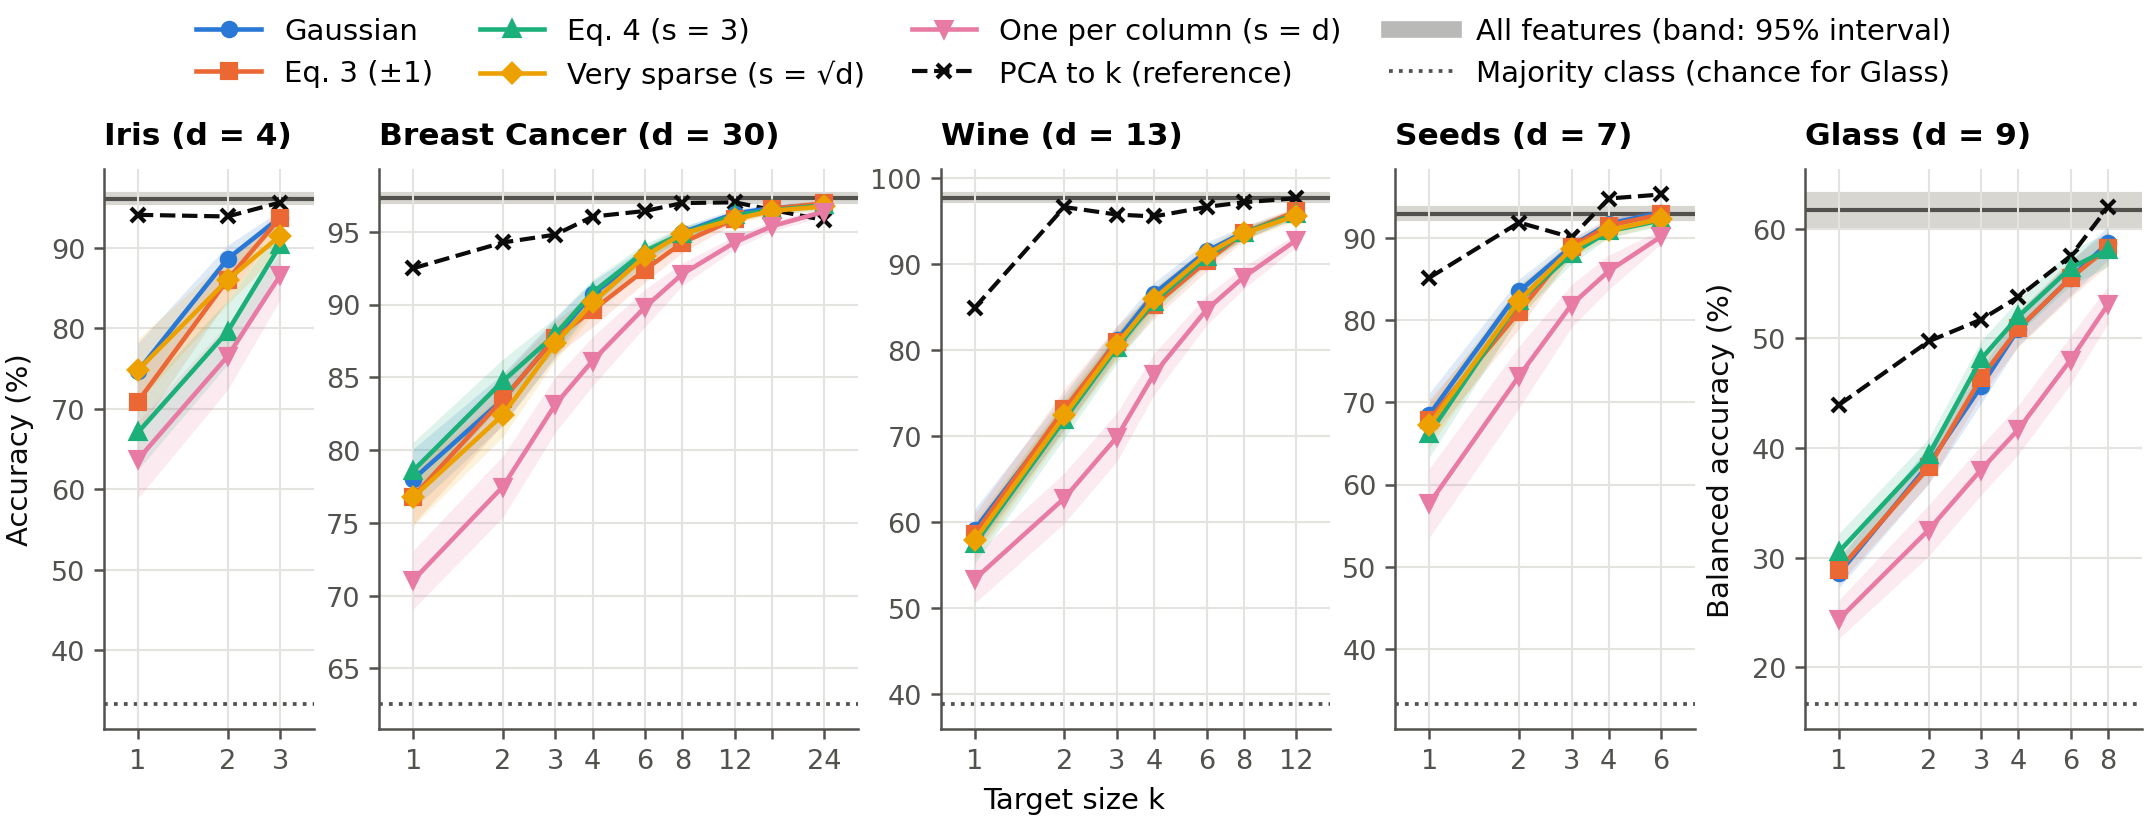 Gaussian
Eq. 3 (±1)
Eq. 4 (s = 3)
Very sparse (s = √d)
One per column (s = d)
PCA to k (reference)
All features (band: 95% interval)
Majority class (chance for Glass)
Iris (d = 4)
Breast Cancer (d = 30)
Wine (d = 13)
Seeds (d = 7)
Glass (d = 9)
Accuracy (%)
90
80
70
60
50
40
1 2 3
95
90
85
80
75
70
65
1 2 3 4 6 8 12 24
100
90
80
70
60
50
40
1 2 3 4 6 8 12
90
80
70
60
50
40
1 2 3 4 6
Balanced accuracy (%)
60
50
40
30
20
1 2 3 4 6 8
Target size k